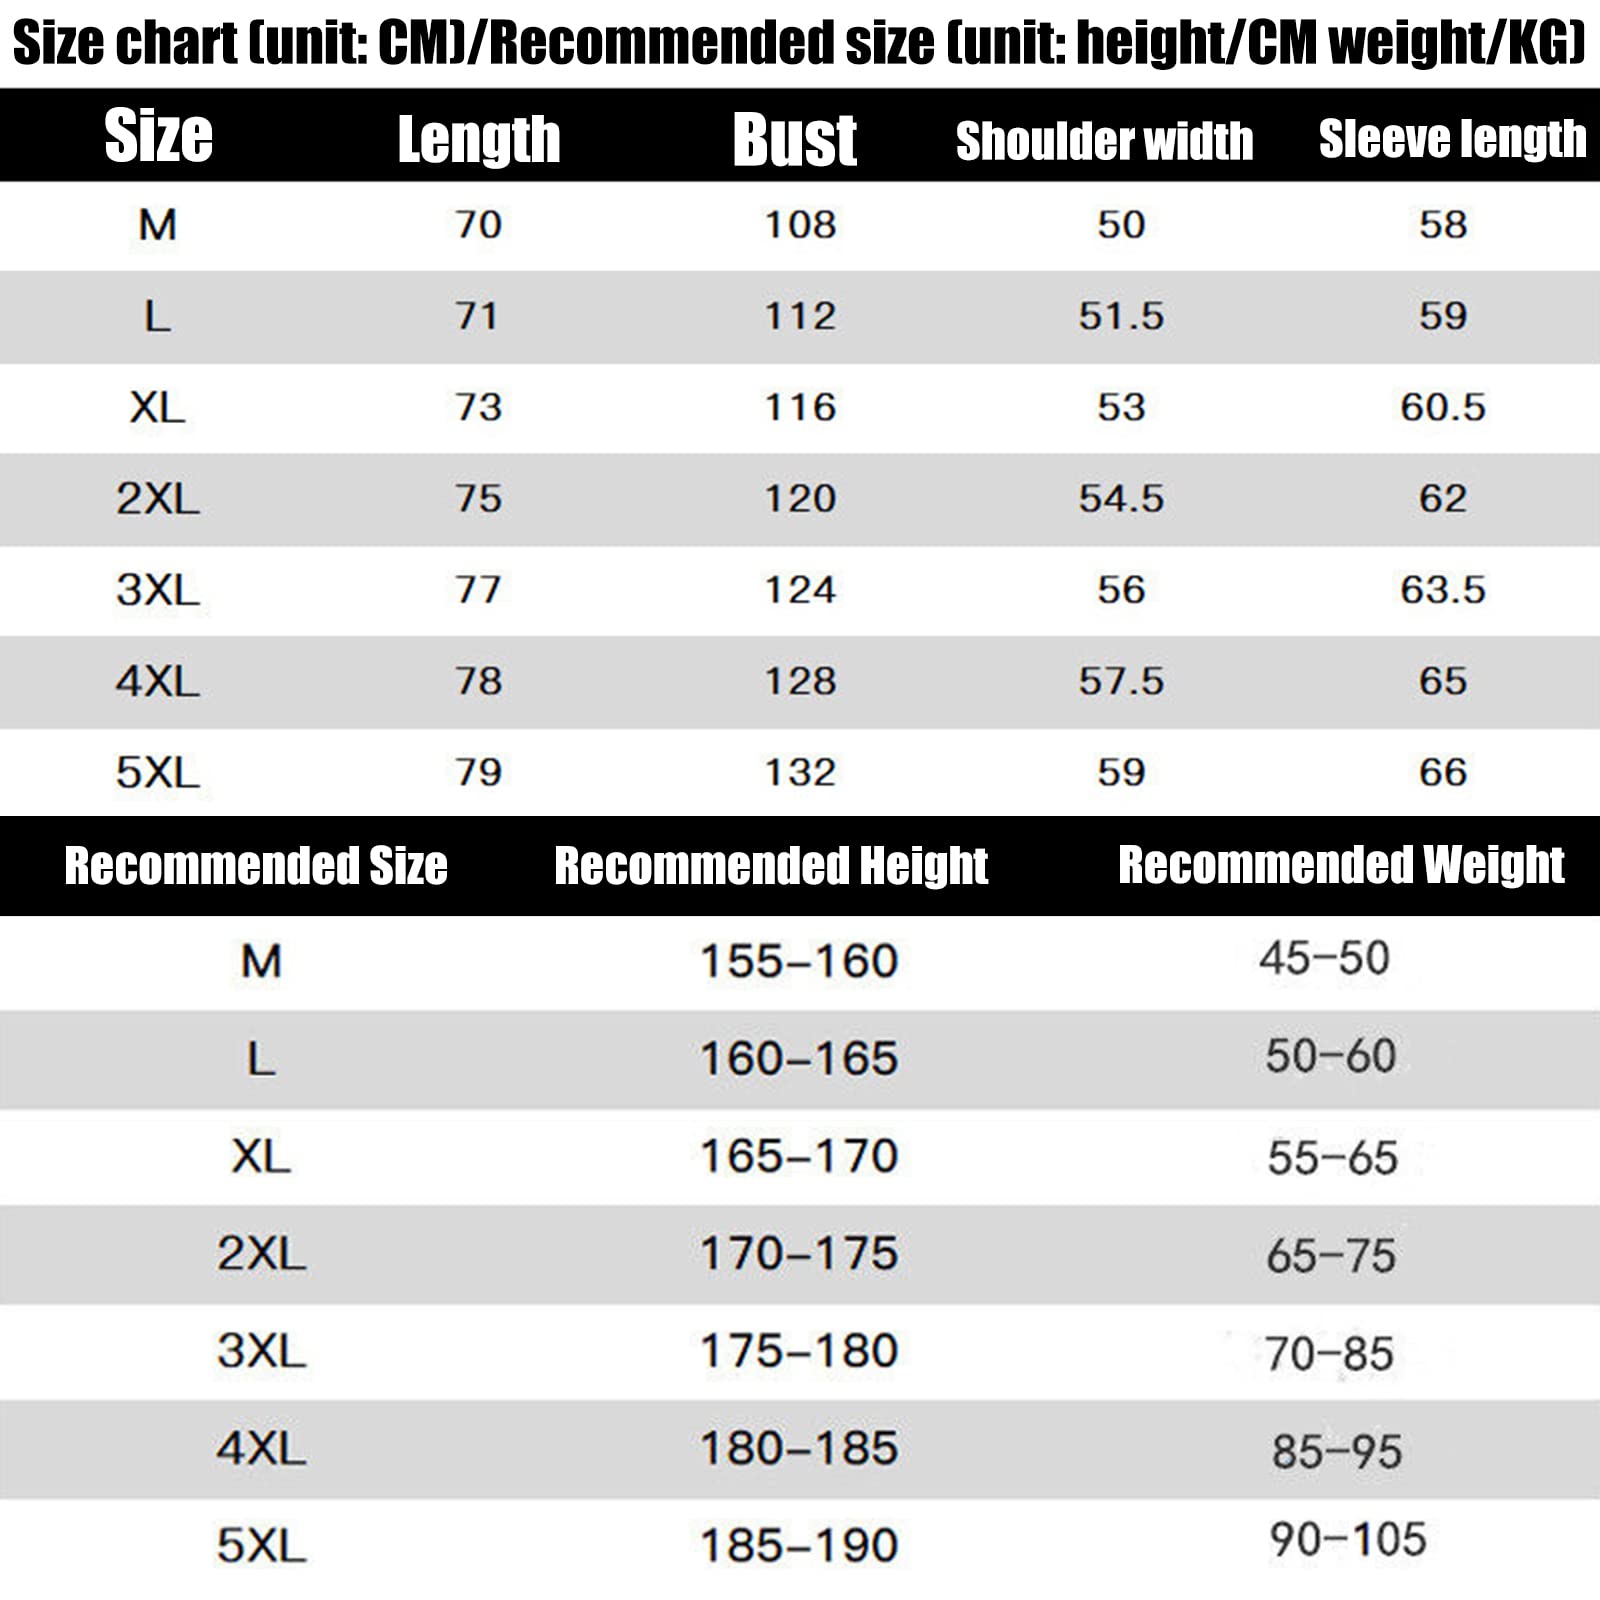 Size chart (unit: CM)/Recommended size (unit: height/CM weight/KG)
Size Length Bust Shoulder width Sleeve length
M 70 108 50 58
L 71 112 51.5 59
XL 73 116 53 60.5
2XL 75 120 54.5 62
3XL 77 124 56 63.5
4XL 78 128 57.5 65
5XL 79 132 59 66
Recommended Size Recommended Height Recommended Weight
M 155-160 45-50
L 160-165 50-60
XL 165-170 55-65
2XL 170-175 65-75
3XL 175-180 70-85
4XL 180-185 85-95
5XL 185-190 90-105